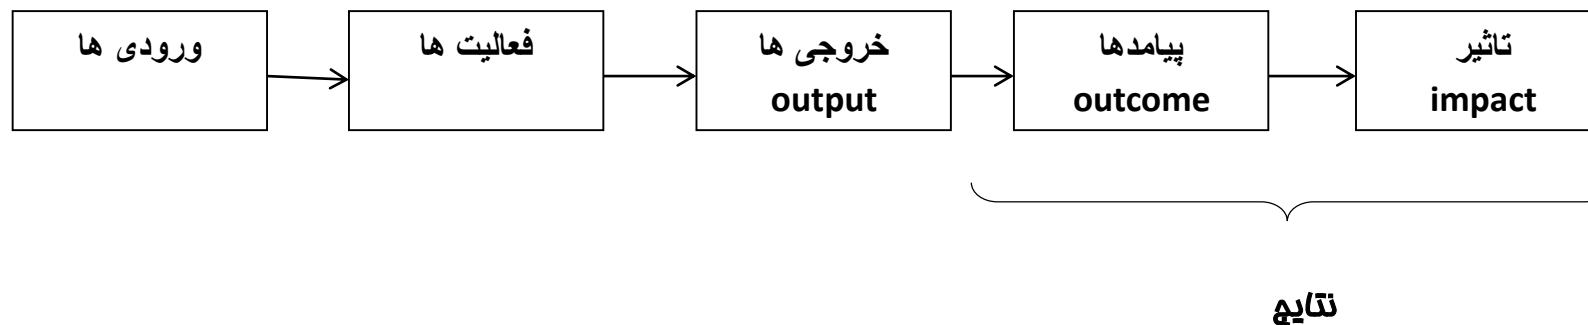 ورودی ها
فعالیت ها
خروجی ها
output
پیامدها
outcome
تاثیر
impact
نتایج